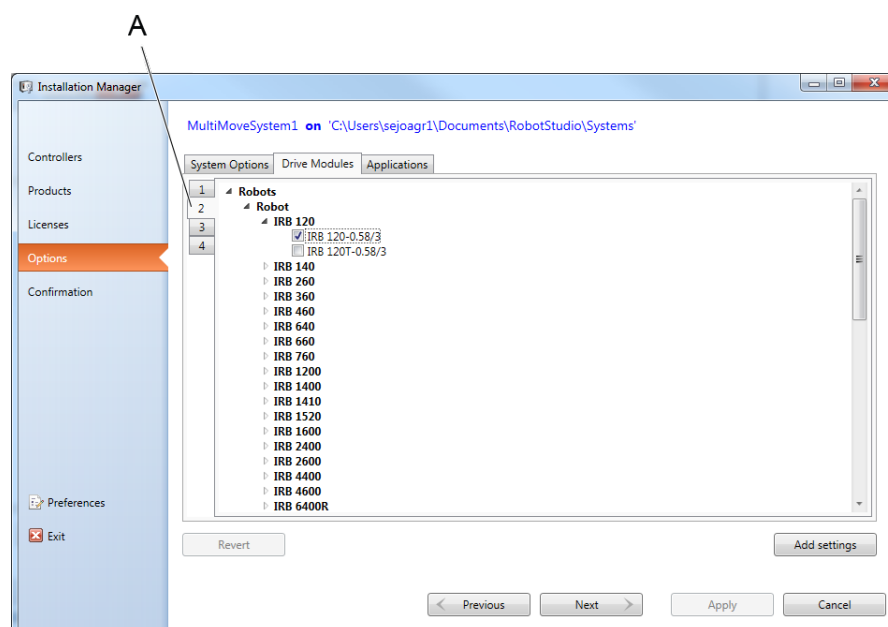 A
Installation Manager
MultiMoveSystem1 on 'C:\Users\sejoagr1\Documents\RobotStudio\Systems'
Controllers
Products
Licenses
Options
Confirmation
Preferences
Exit
System Options Drive Modules Applications
1
2
3
4
Robots
Robot
IRB 120
IRB 120-0.58/3
IRB 120T-0.58/3
IRB 140
IRB 260
IRB 360
IRB 460
IRB 640
IRB 660
IRB 760
IRB 1200
IRB 1400
IRB 1410
IRB 1520
IRB 1600
IRB 2400
IRB 2600
IRB 4400
IRB 4600
IRB 6400R
Revert Add settings
Previous Next Apply Cancel